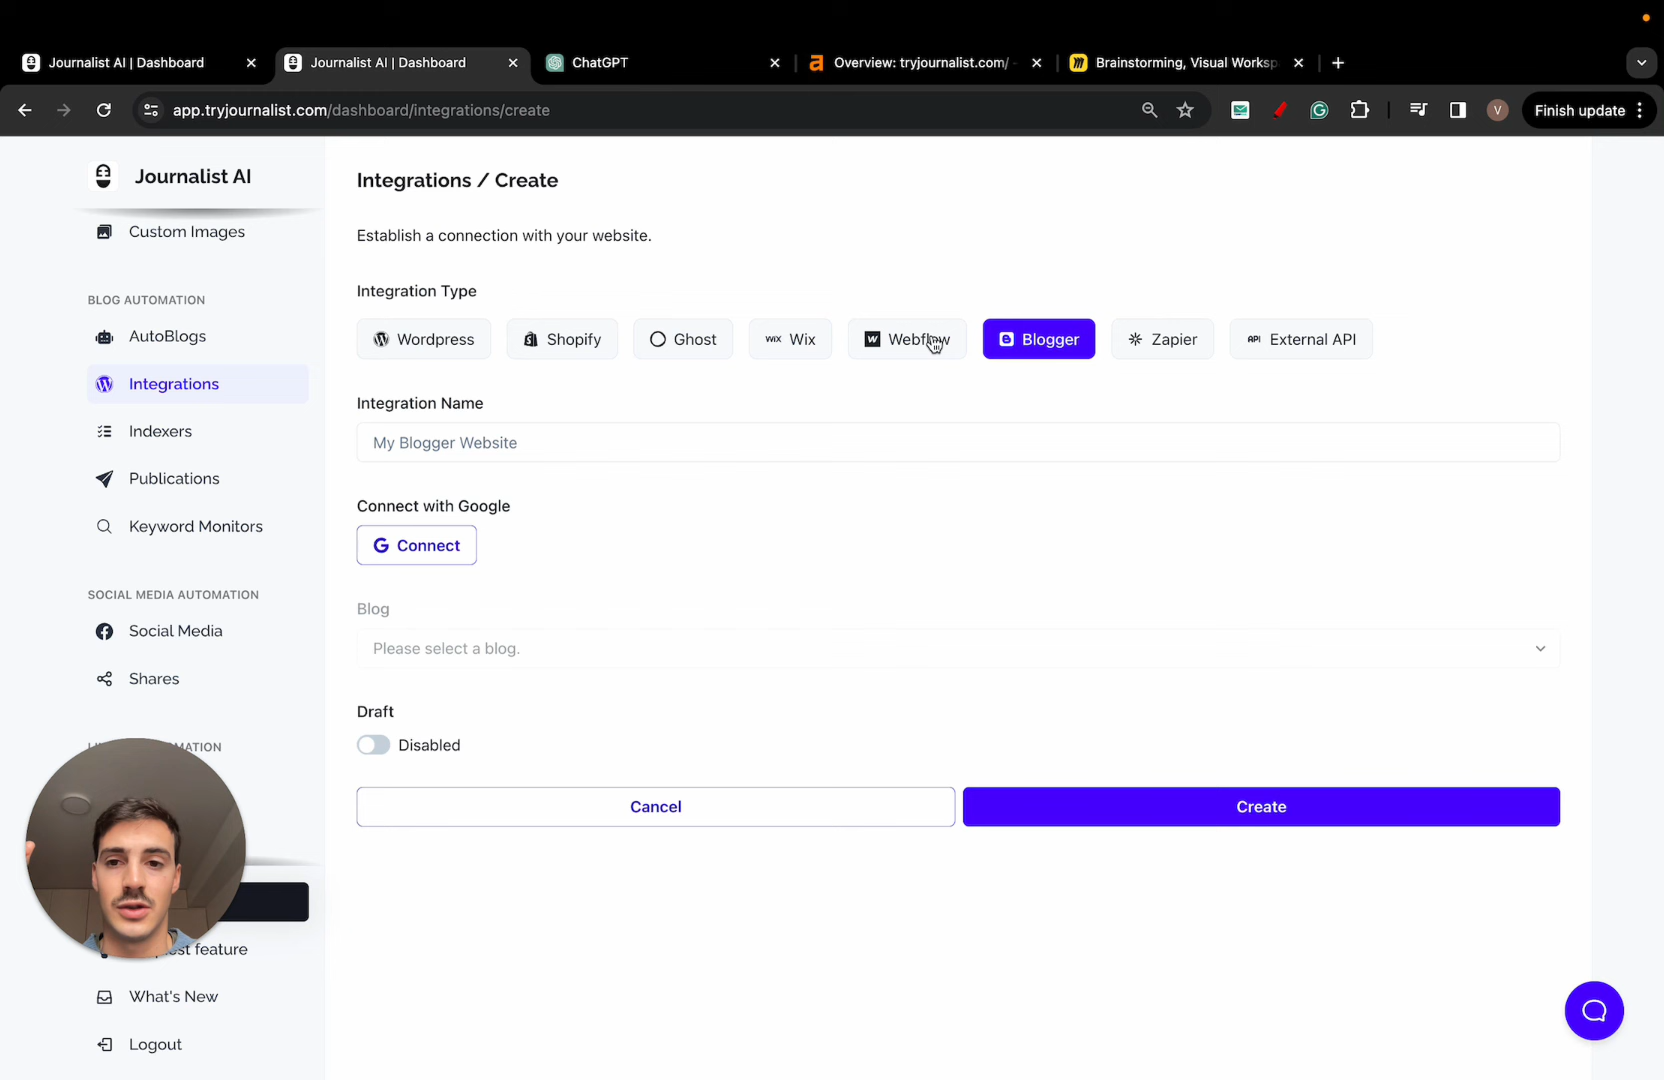 Journalist AI | Dashboard
Journalist AI | Dashboard
ChatGPT
Overview: tryjournalist.com/
Brainstorming, Visual Worksp
app.tryjournalist.com/dashboard/integrations/create
V
Finish update
Journalist AI
Custom Images
BLOG AUTOMATION
AutoBlogs
Integrations
Indexers
Publications
Keyword Monitors
SOCIAL MEDIA AUTOMATION
Social Media
Shares
MATION
est feature
What's New
Logout
Integrations / Create
Establish a connection with your website.
Integration Type
Wordpress
Shopify
Ghost
WIX Wix
Webflow
Blogger
Zapier
API External API
Integration Name
My Blogger Website
Connect with Google
G Connect
Blog
Please select a blog.
Draft
Disabled
Cancel
Create